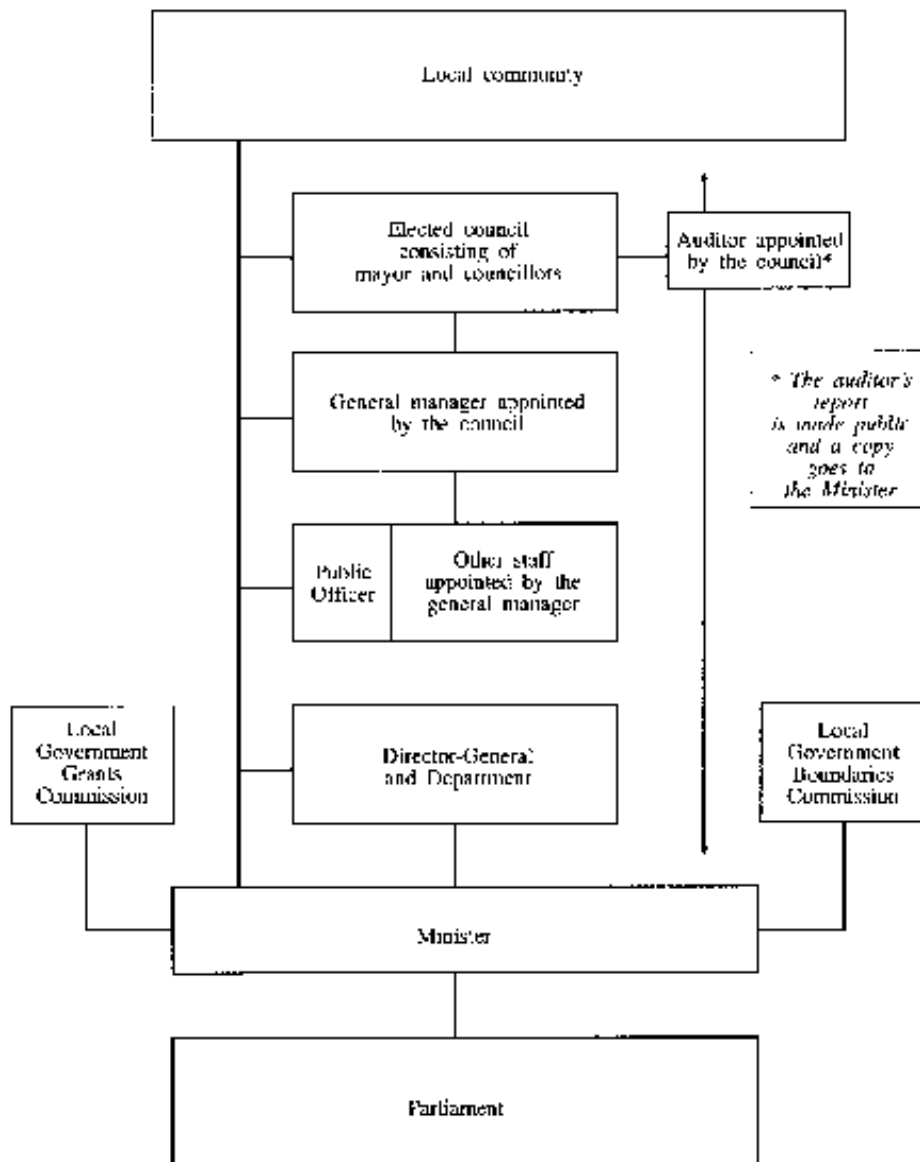 Local community
Elected council
consisting of
mayor and councillors
Auditor appointed
by the council*
General manager appointed
by the council
* The auditor's
report
is made public
and a copy
goes to
the Minister
Public
Officer
Other staff
appointed by the
general manager
Local
Government
Grants
Commission
Director-General
and Department
Local
Government
Boundaries
Commission
Minister
Parliament